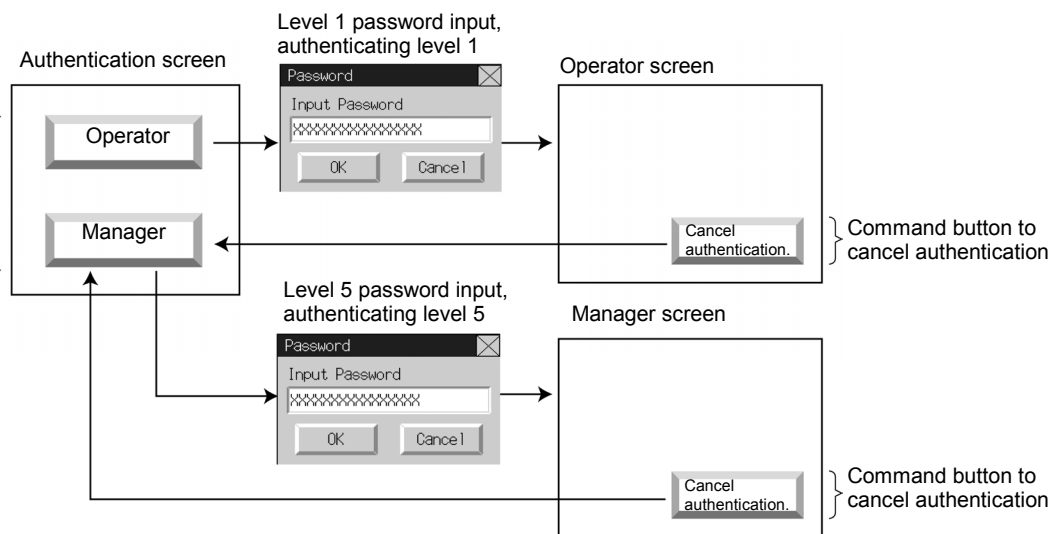 Level 1 password input,
authenticating level 1
Authentication screen
Operator screen
Password
Input Password
XXXXXXXXXXXXXXX
OK
Cancel
Operator
Manager
Cancel
authentication.
Command button to
cancel authentication
Level 5 password input,
authenticating level 5
Manager screen
Password
Input Password
XXXXXXXXXXXXXXX
OK
Cancel
Cancel
authentication.
Command button to
cancel authentication